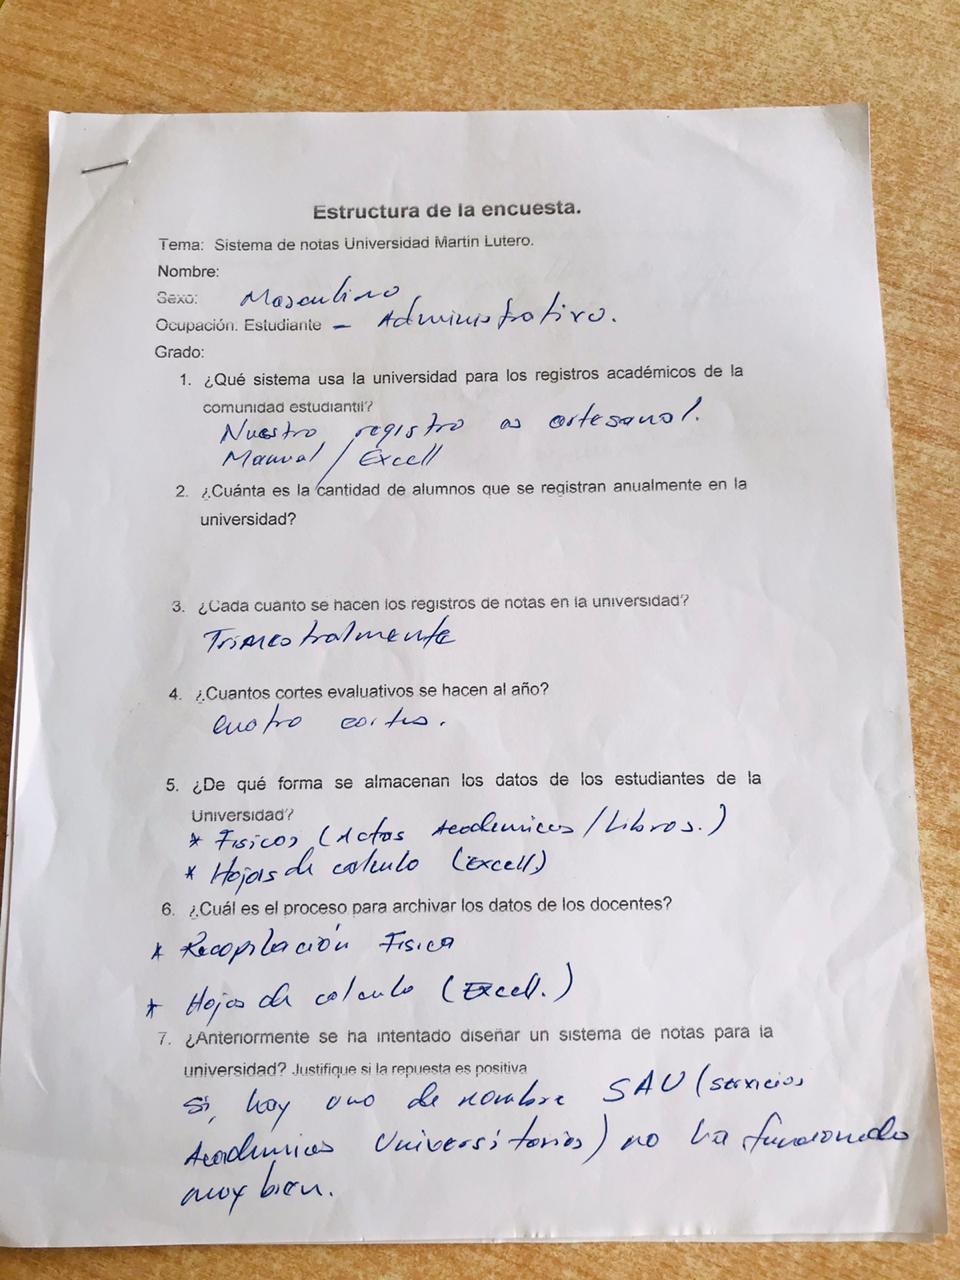 Estructura de la encuesta.
Tema: Sistema de notas Universidad Martin Lutero.
Nombre:
Sexo: Masculino
Ocupación. Estudiante – Administrativo.
Grado:
1. ¿Qué sistema usa la universidad para los registros académicos de la
comunidad estudiantil?
Nuestro registro es artesanal.
Manual / Excell
2. ¿Cuánta es la cantidad de alumnos que se registran anualmente en la
universidad?
3. ¿Cada cuanto se hacen los registros de notas en la universidad?
Trimestralmente
4. ¿Cuantos cortes evaluativos se hacen al año?
cuatro cortes.
5. ¿De qué forma se almacenan los datos de los estudiantes de la
Universidad?
* Fisicos (Actas Academicas / Libros.)
* Hojas de calculo (Excell)
6. ¿Cuál es el proceso para archivar los datos de los docentes?
* Recopilación Fisica
* Hojas de calculo (Excell.)
7. ¿Anteriormente se ha intentado diseñar un sistema de notas para la
universidad? Justifique si la repuesta es positiva
Si, hay uno de nombre SAU (servicios
Academicos Universitarios) no ha funcionado
muy bien.